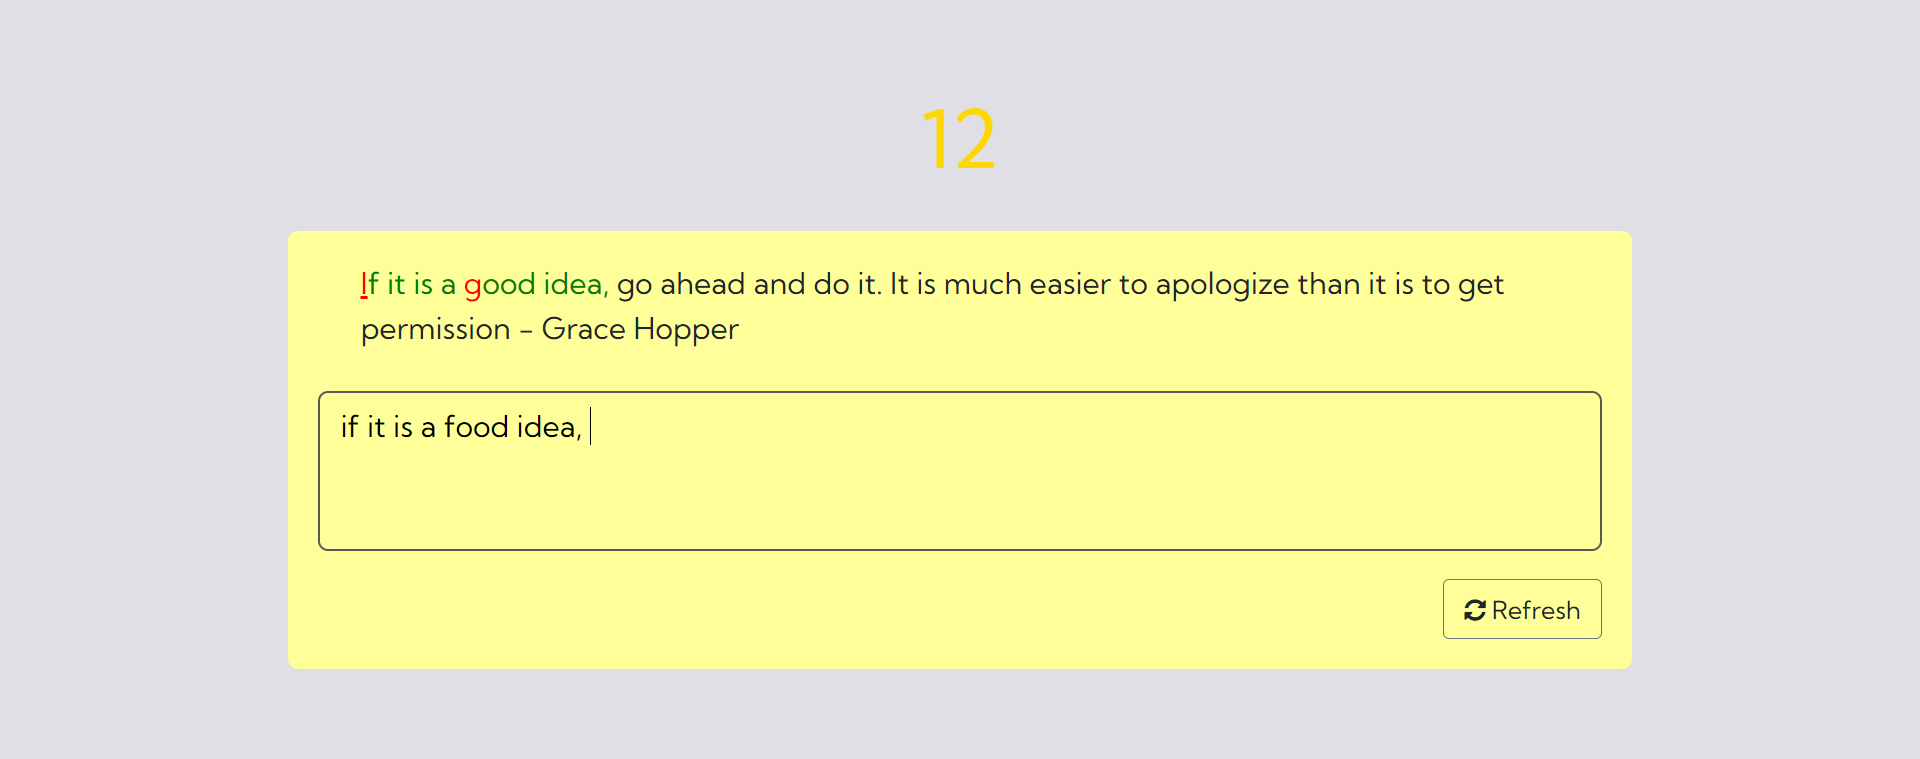 12
If it is a good idea, go ahead and do it. It is much easier to apologize than it is to get
permission - Grace Hopper
if it is a food idea,
Refresh